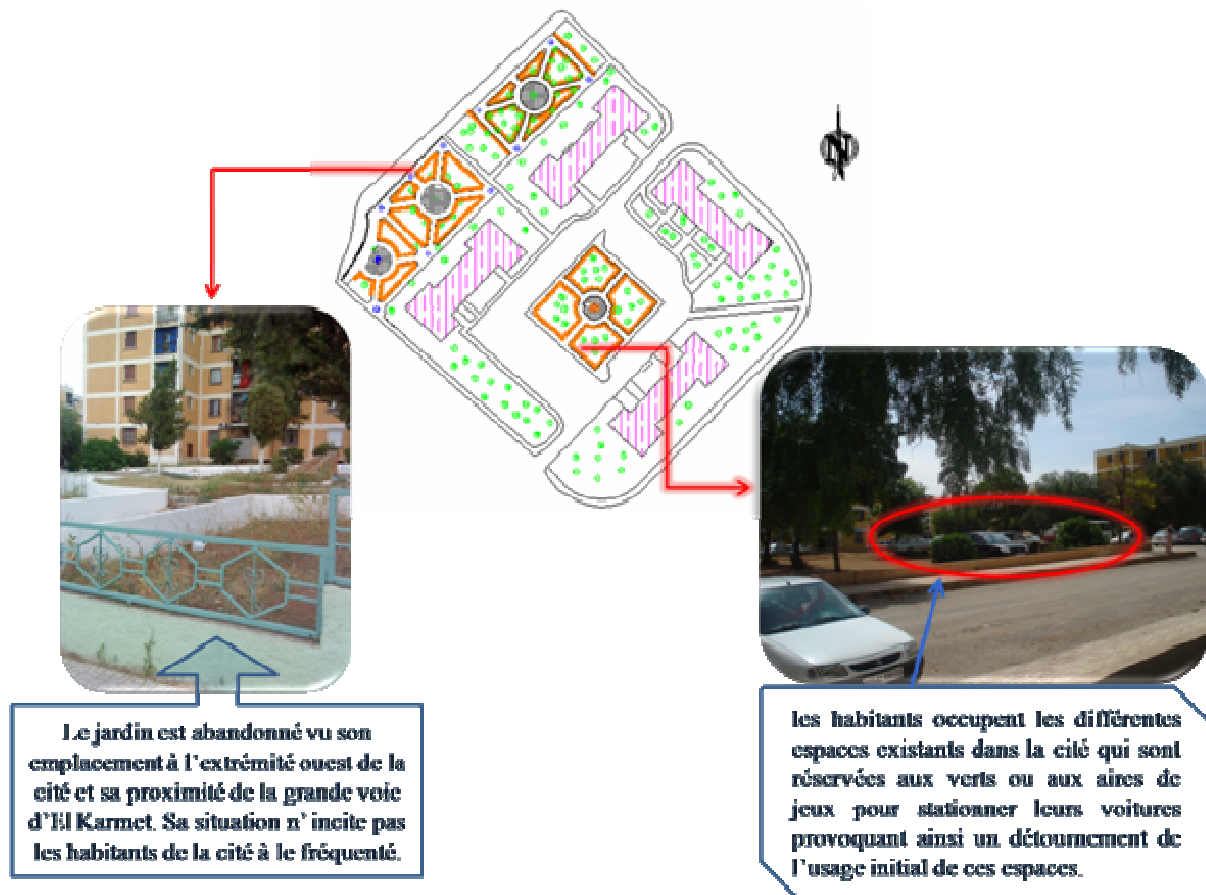 N
Le jardin est abandonné vu son
emplacement à l'extrémité ouest de la
cité et sa proximité de la grande voie
d'El Karmet. Sa situation n' incite pas
les habitants de la cité à le fréquenté.
les habitants occupent les différentes
espaces existants dans la cité qui sont
réservées aux verts ou aux aires de
jeux pour stationner leurs voitures
provoquant ainsi un détournement de
l'usage initial de ces espaces.